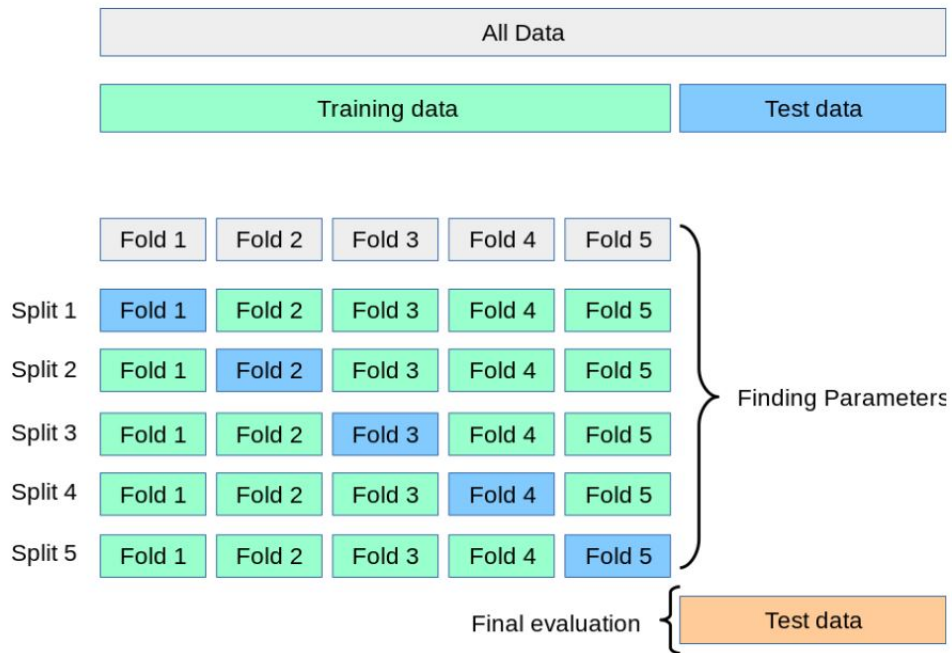 All Data
Training data Test data
Fold 1 Fold 2 Fold 3 Fold 4 Fold 5
Split 1 Fold 1 Fold 2 Fold 3 Fold 4 Fold 5
Split 2 Fold 1 Fold 2 Fold 3 Fold 4 Fold 5
Finding Parameters
Split 3 Fold 1 Fold 2 Fold 3 Fold 4 Fold 5
Split 4 Fold 1 Fold 2 Fold 3 Fold 4 Fold 5
Split 5 Fold 1 Fold 2 Fold 3 Fold 4 Fold 5
Final evaluation Test data